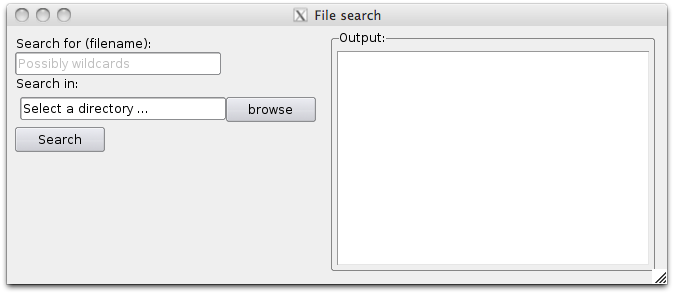 File search
Search for (filename):
Possibly wildcards
Search in:
Select a directory ...
browse
Search
Output: